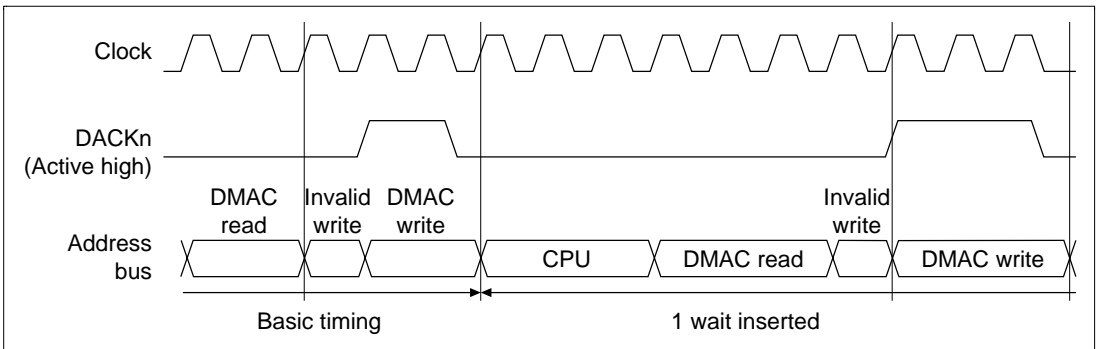 Clock
DACKn
(Active high)
DMAC
read
Invalid
write
DMAC
write
Invalid
write
Address
bus
CPU
DMAC read
DMAC write
Basic timing
1 wait inserted